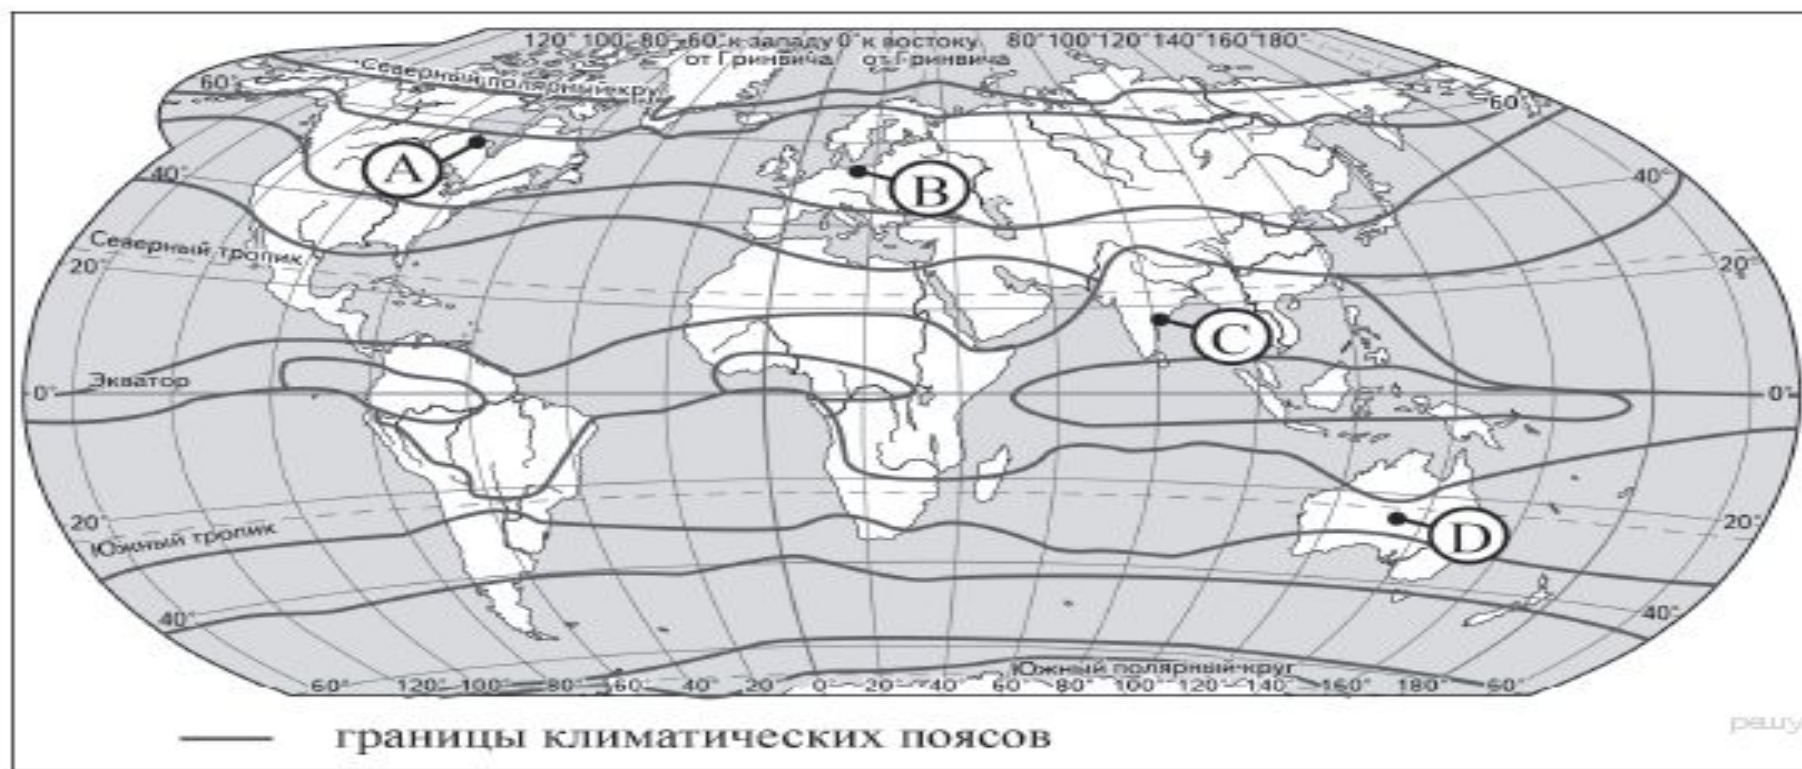 120° 100° 80° 60° к западу 0° к востоку 80° 100° 120° 140° 160° 180°
от Гринвича от Гринвича
Северный полярный круг
60° 60°
A
B
40° 40°
Северный тропик
20° 20°
C
Экватор
0° 0°
D
20° 20°
Южный тропик
40° 40°
Южный полярный круг
60° 120° 100° 80° 60° 40° 20° 0° 20° 40° 60° 80° 100° 120° 140° 160° 180° 60°
границы климатических поясов
решу